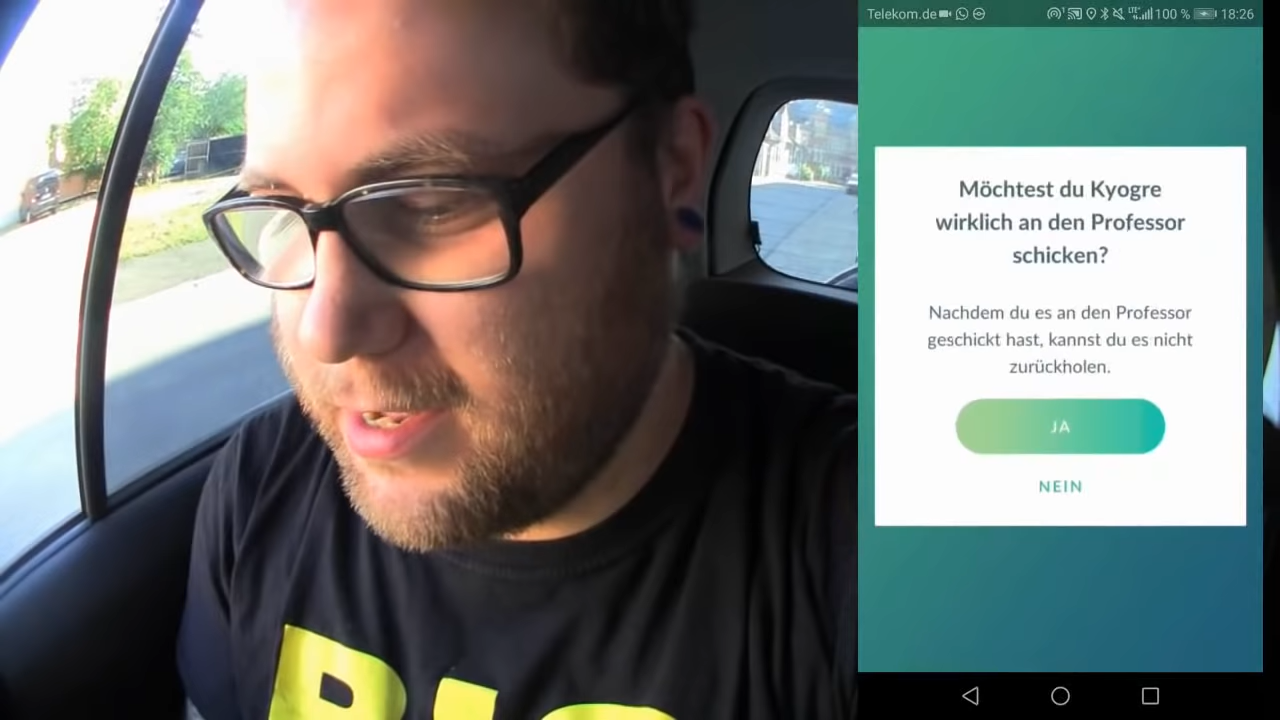 Telekom.de
LTE 100 % 18:26
Möchtest du Kyogre
wirklich an den Professor
schicken?
Nachdem du es an den Professor
geschickt hast, kannst du es nicht
zurückholen.
JA
NEIN